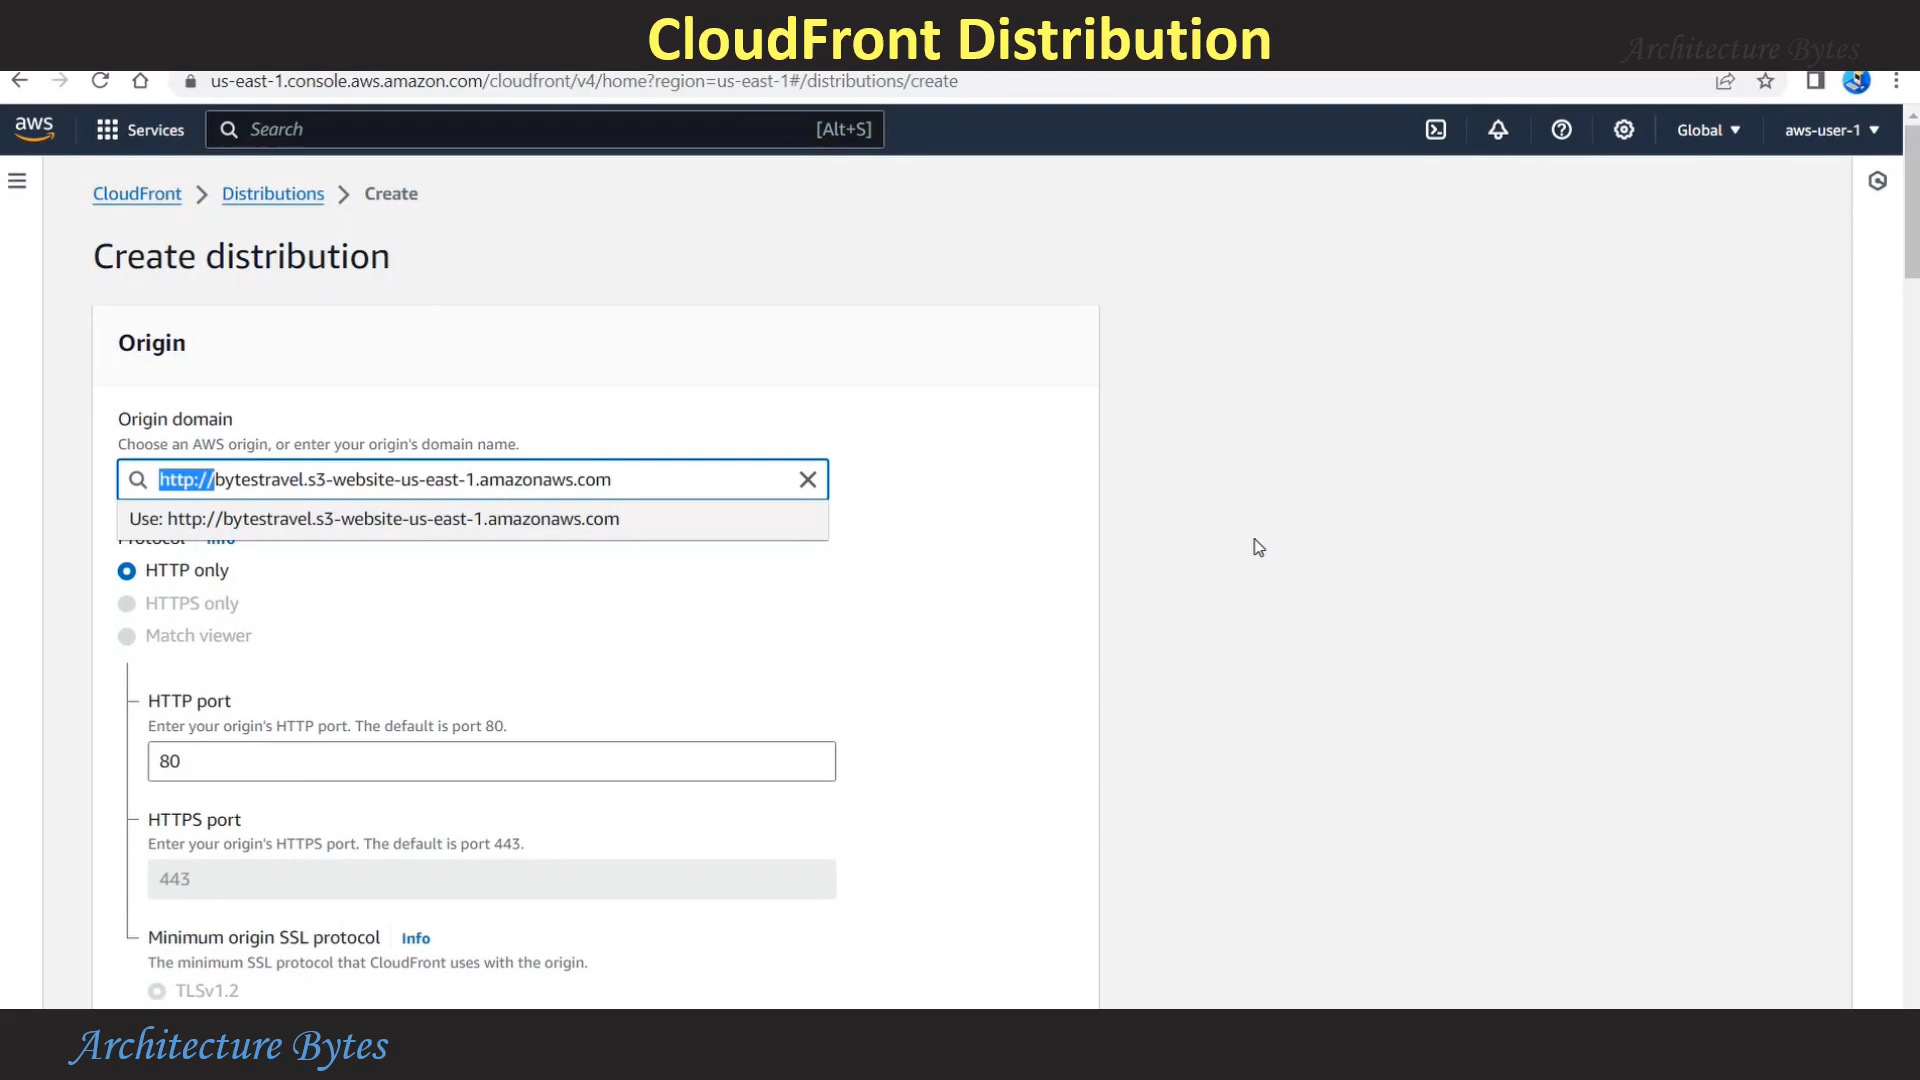 CloudFront Distribution
Architecture Bytes
us-east-1.console.aws.amazon.com/cloudfront/v4/home?region=us-east-1#/distributions/create
aws
Services
Search
[Alt+S]
Global
aws-user-1
CloudFront
Distributions
Create
Create distribution
Origin
Origin domain
Choose an AWS origin, or enter your origin's domain name.
http://bytestravel.s3-website-us-east-1.amazonaws.com
Use: http://bytestravel.s3-website-us-east-1.amazonaws.com
Protocol Info
HTTP only
HTTPS only
Match viewer
HTTP port
Enter your origin's HTTP port. The default is port 80.
80
HTTPS port
Enter your origin's HTTPS port. The default is port 443.
443
Minimum origin SSL protocol Info
The minimum SSL protocol that CloudFront uses with the origin.
TLSv1.2
Architecture Bytes